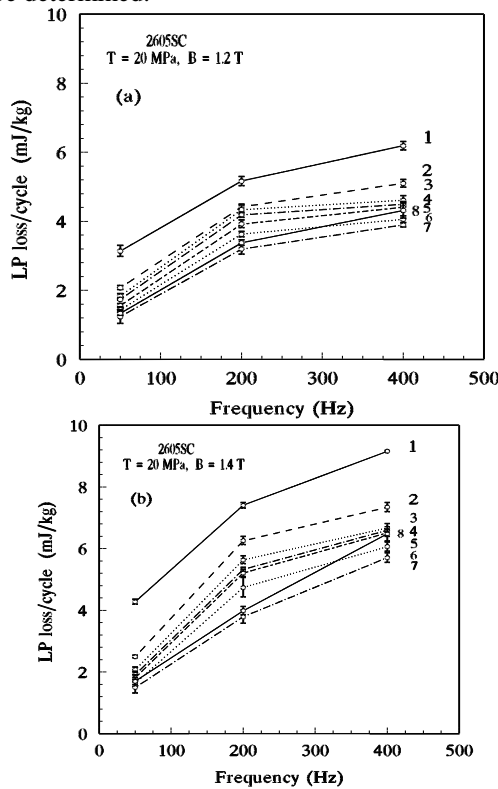 re determined.
10
2605SC
T = 20 MPa, B = 1.2 T
8
(a)
1
6
2
3
4
8 5
6
7
4
2
0
LP loss/cycle (mJ/kg)
0 100 200 300 400 500
Frequency (Hz)
10
2605SC
T = 20 MPa, B = 1.4 T
1
8
(b)
2
3
8 4
5
6
7
6
4
2
0
LP loss/cycle (mJ/kg)
0 100 200 300 400 500
Frequency (Hz)